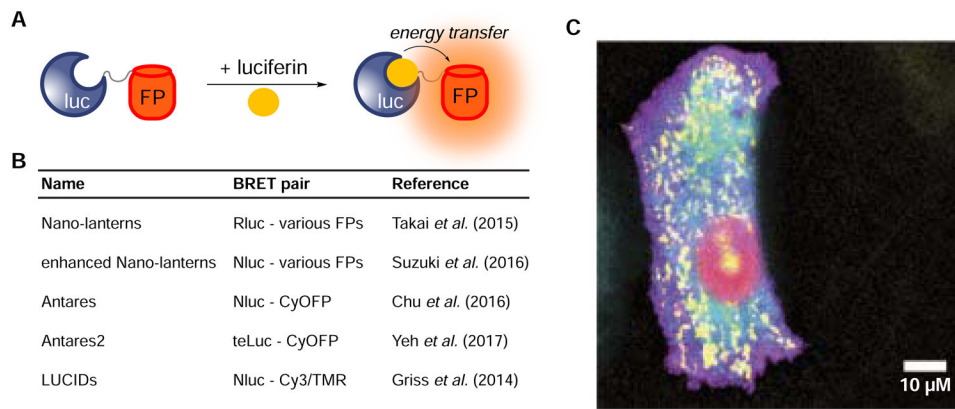 A
energy transfer
+ luciferin
luc
FP
luc
FP
B
Name BRET pair Reference
Nano-lanterns Rluc - various FPs Takai et al. (2015)
enhanced Nano-lanterns Nluc - various FPs Suzuki et al. (2016)
Antares Nluc - CyOFP Chu et al. (2016)
Antares2 teLuc - CyOFP Yeh et al. (2017)
LUCIDs Nluc - Cy3/TMR Griss et al. (2014)
C
10 µM